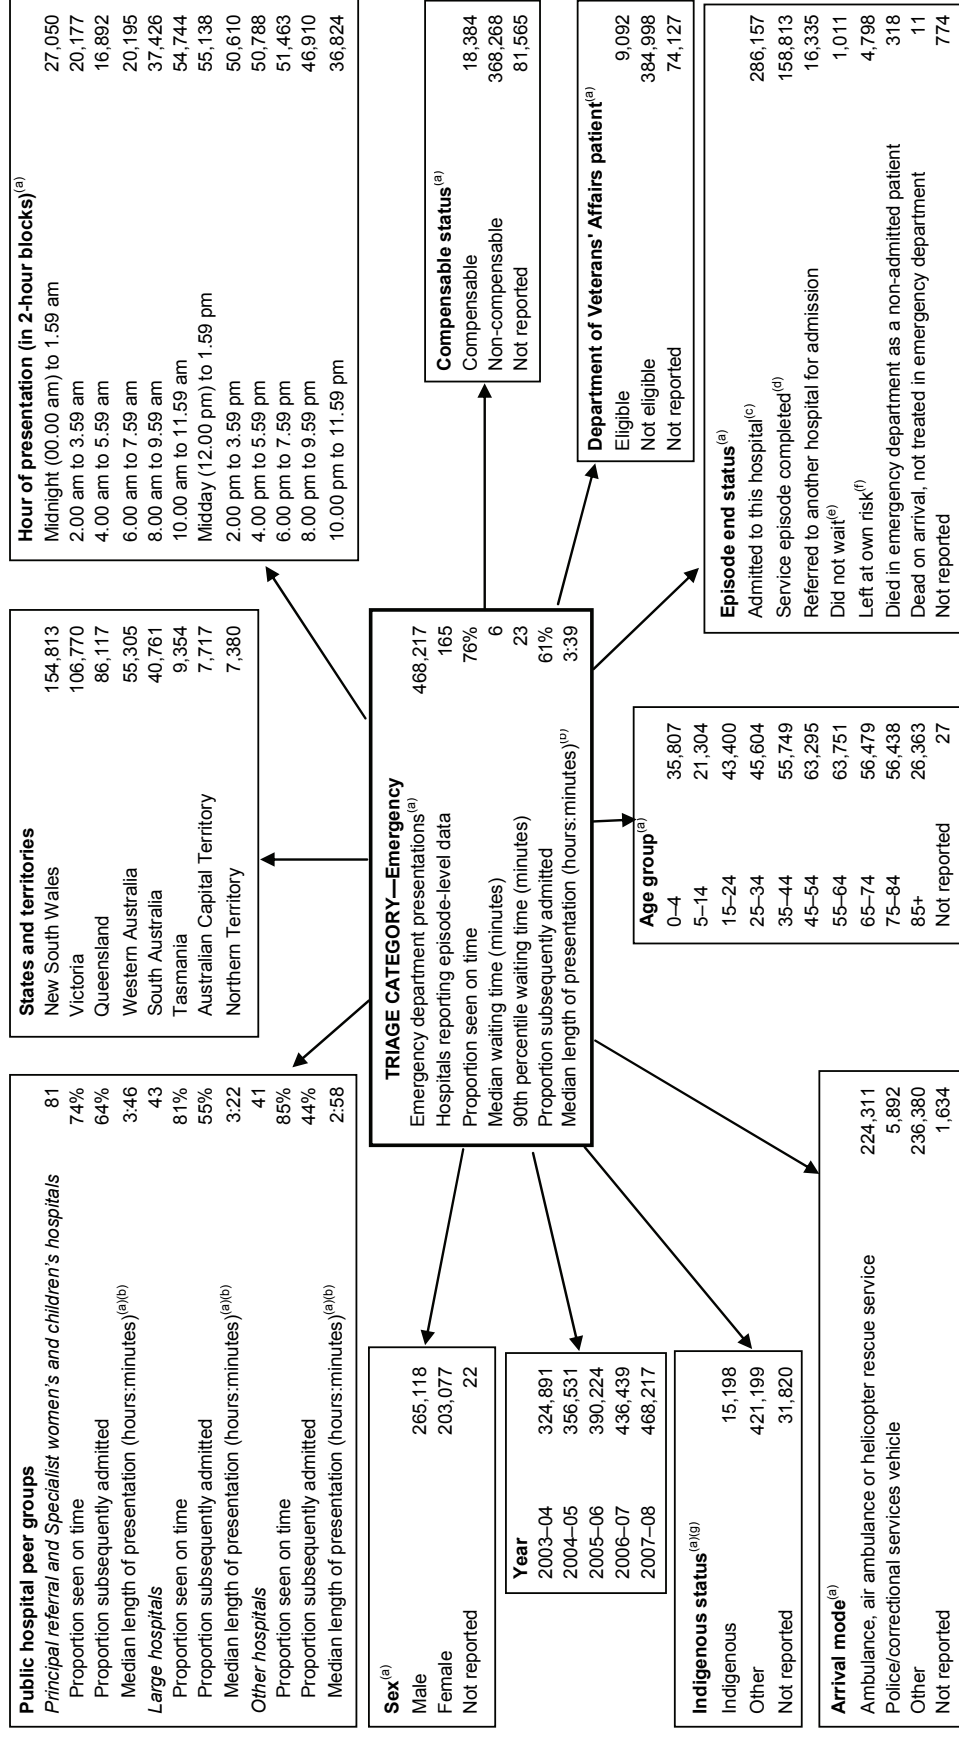 Public hospital peer groups
Principal referral and Specialist women's and children's hospitals 81
Proportion seen on time 74%
Proportion subsequently admitted 64%
Median length of presentation (hours:minutes)(a)(b) 3:46
Large hospitals 43
Proportion seen on time 81%
Proportion subsequently admitted 55%
Median length of presentation (hours:minutes)(a)(b) 3:22
Other hospitals 41
Proportion seen on time 85%
Proportion subsequently admitted 44%
Median length of presentation (hours:minutes)(a)(b) 2:58
States and territories
New South Wales 154,813
Victoria 106,770
Queensland 86,117
Western Australia 55,305
South Australia 40,761
Tasmania 9,354
Australian Capital Territory 7,717
Northern Territory 7,380
Hour of presentation (in 2-hour blocks)(a)
Midnight (00.00 am) to 1.59 am 27,050
2.00 am to 3.59 am 20,177
4.00 am to 5.59 am 16,892
6.00 am to 7.59 am 20,195
8.00 am to 9.59 am 37,426
10.00 am to 11.59 am 54,744
Midday (12.00 pm) to 1.59 pm 55,138
2.00 pm to 3.59 pm 50,610
4.00 pm to 5.59 pm 50,788
6.00 pm to 7.59 pm 51,463
8.00 pm to 9.59 pm 46,910
10.00 pm to 11.59 pm 36,824
Sex(a)
Male 265,118
Female 203,077
Not reported 22
TRIAGE CATEGORY—Emergency
Emergency department presentations(a) 468,217
Hospitals reporting episode-level data 165
Proportion seen on time 76%
Median waiting time (minutes) 6
90th percentile waiting time (minutes) 23
Proportion subsequently admitted 61%
Median length of presentation (hours:minutes)(b) 3:39
Compensable status(a)
Compensable 18,384
Non-compensable 368,268
Not reported 81,565
Year
2003–04 324,891
2004–05 356,531
2005–06 390,224
2006–07 436,439
2007–08 468,217
Department of Veterans' Affairs patient(a)
Eligible 9,092
Not eligible 384,998
Not reported 74,127
Indigenous status(a)(g)
Indigenous 15,198
Other 421,199
Not reported 31,820
Arrival mode(a)
Ambulance, air ambulance or helicopter rescue service 224,311
Police/correctional services vehicle 5,892
Other 236,380
Not reported 1,634
Age group(a)
0–4 35,807
5–14 21,304
15–24 43,400
25–34 45,604
35–44 55,749
45–54 63,295
55–64 63,751
65–74 56,479
75–84 56,438
85+ 26,363
Not reported 27
Episode end status(a)
Admitted to this hospital(c) 286,157
Service episode completed(d) 158,813
Referred to another hospital for admission 16,335
Did not wait(e) 1,011
Left at own risk(f) 4,798
Died in emergency department as a non-admitted patient 318
Dead on arrival, not treated in emergency department 11
Not reported 774